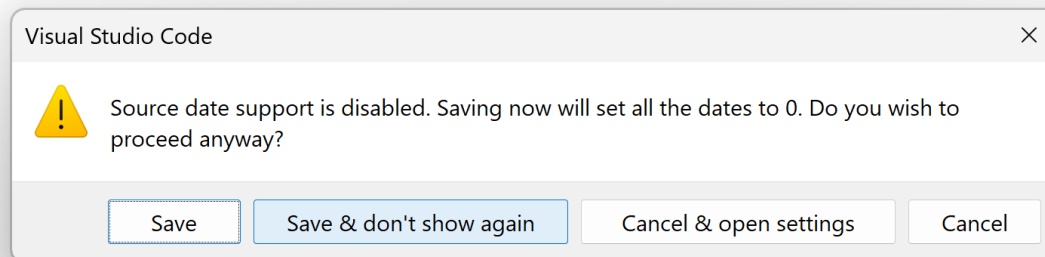 Visual Studio Code
Source date support is disabled. Saving now will set all the dates to 0. Do you wish to
proceed anyway?
Save
Save & don't show again
Cancel & open settings
Cancel